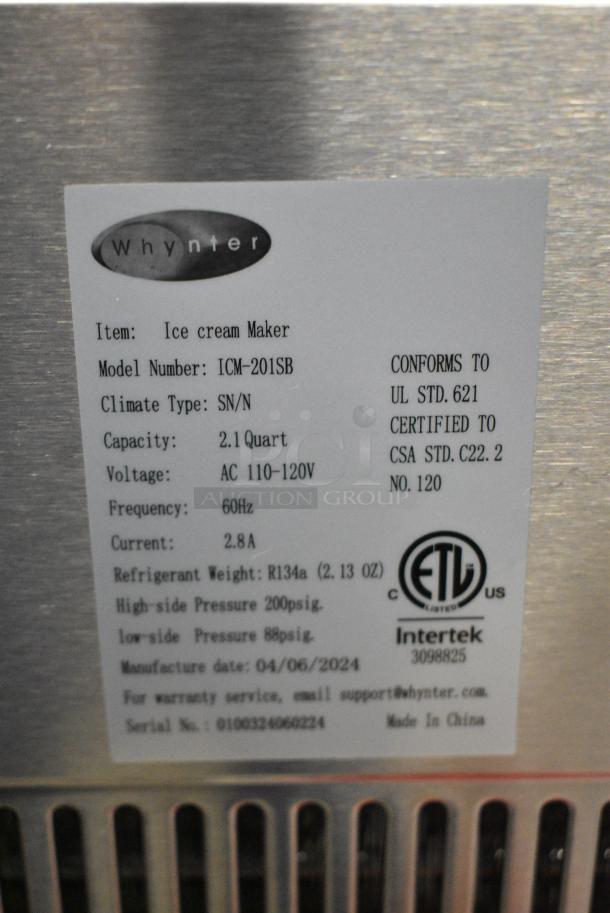 Whynter
Item: Ice cream Maker
Model Number: ICM-201SB
Climate Type: SN/N
Capacity: 2.1 Quart
Voltage: AC 110-120V
Frequency: 60Hz
Current: 2.8A
Refrigerant Weight: R134a (2.13 OZ)
High-side Pressure 200psig.
low-side Pressure 88psig.
Manufacture date: 04/06/2024
For warranty service, email support@whynter.com.
Serial No.: 0100324060224
Made In China
CONFORMS TO
UL STD.621
CERTIFIED TO
CSA STD.C22.2
NO.120
C ETL US
LISTED
Intertek
3098825
PCI
AUCTION GROUP